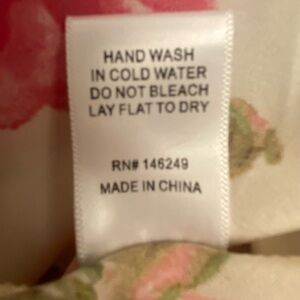 HAND WASH
IN COLD WATER
DO NOT BLEACH
LAY FLAT TO DRY
RN# 146249
MADE IN CHINA